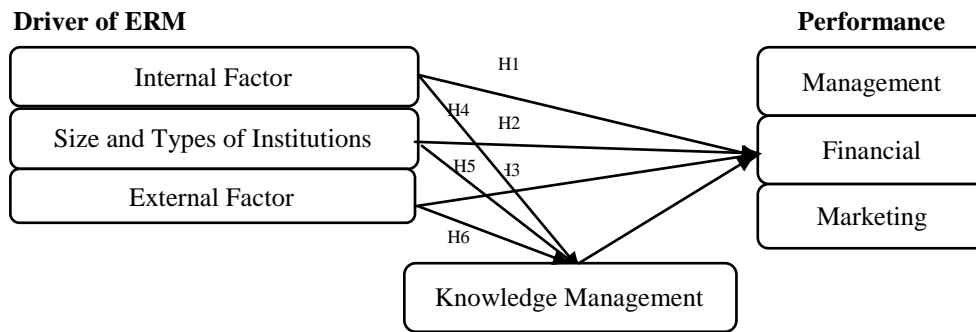 Driver of ERM
Performance
Internal Factor
Size and Types of Institutions
External Factor
H1
H4
H2
H5
H3
H6
Management
Financial
Marketing
Knowledge Management